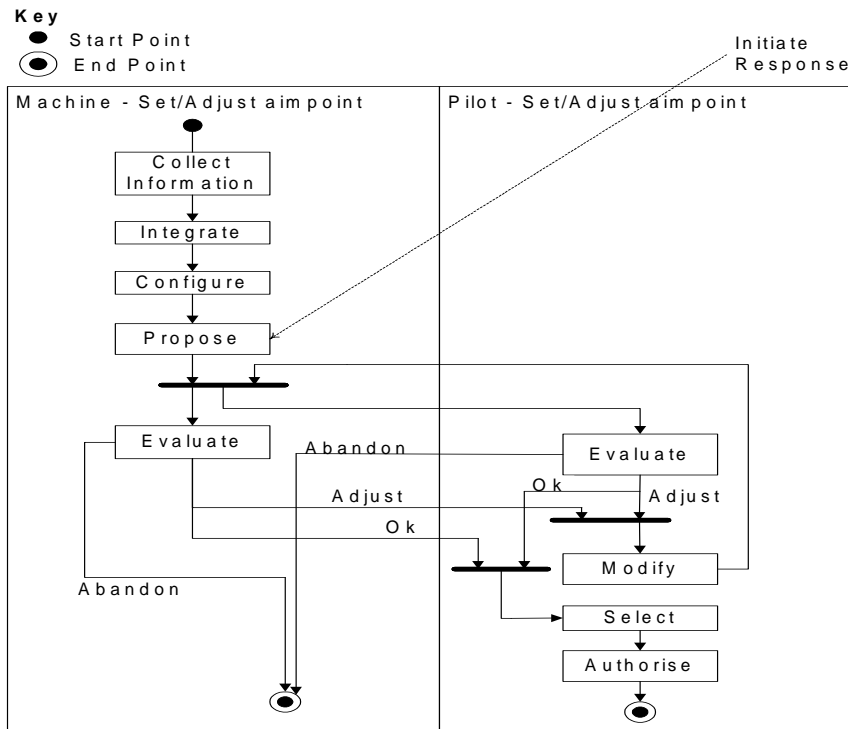 Key
Start Point
End Point
Initiate
Response
Machine - Set/Adjust aimpoint
Pilot - Set/Adjust aimpoint
Collect
Information
Integrate
Configure
Propose
Evaluate
Abandon
Evaluate
Ok
Adjust
Adjust
Ok
Modify
Abandon
Select
Authorise